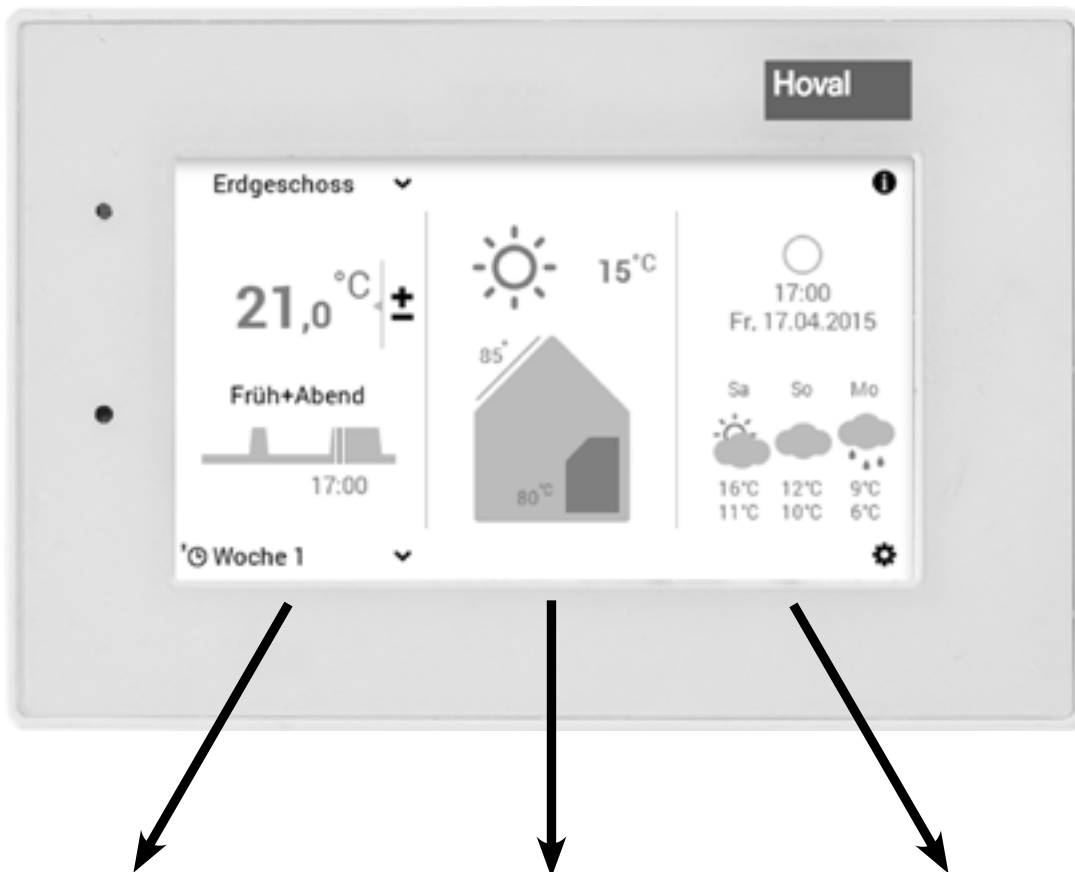 Hoval
Erdgeschoss
21,0 °C
±
Früh+Abend
17:00
Woche 1
15°C
85°
80°C
17:00
Fr, 17.04.2015
Sa So Mo
16°C 12°C 9°C
11°C 10°C 6°C